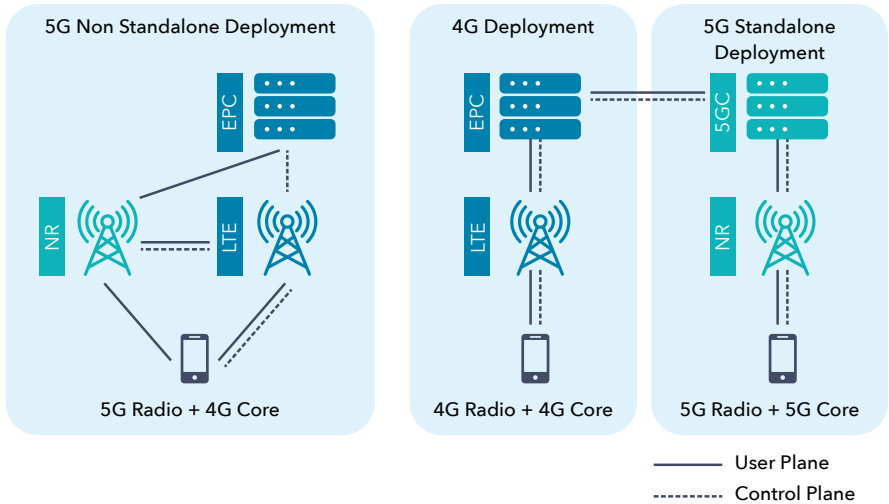 5G Non Standalone Deployment
EPC
NR
LTE
5G Radio + 4G Core
4G Deployment
EPC
LTE
4G Radio + 4G Core
5G Standalone
Deployment
5GC
NR
5G Radio + 5G Core
User Plane
Control Plane